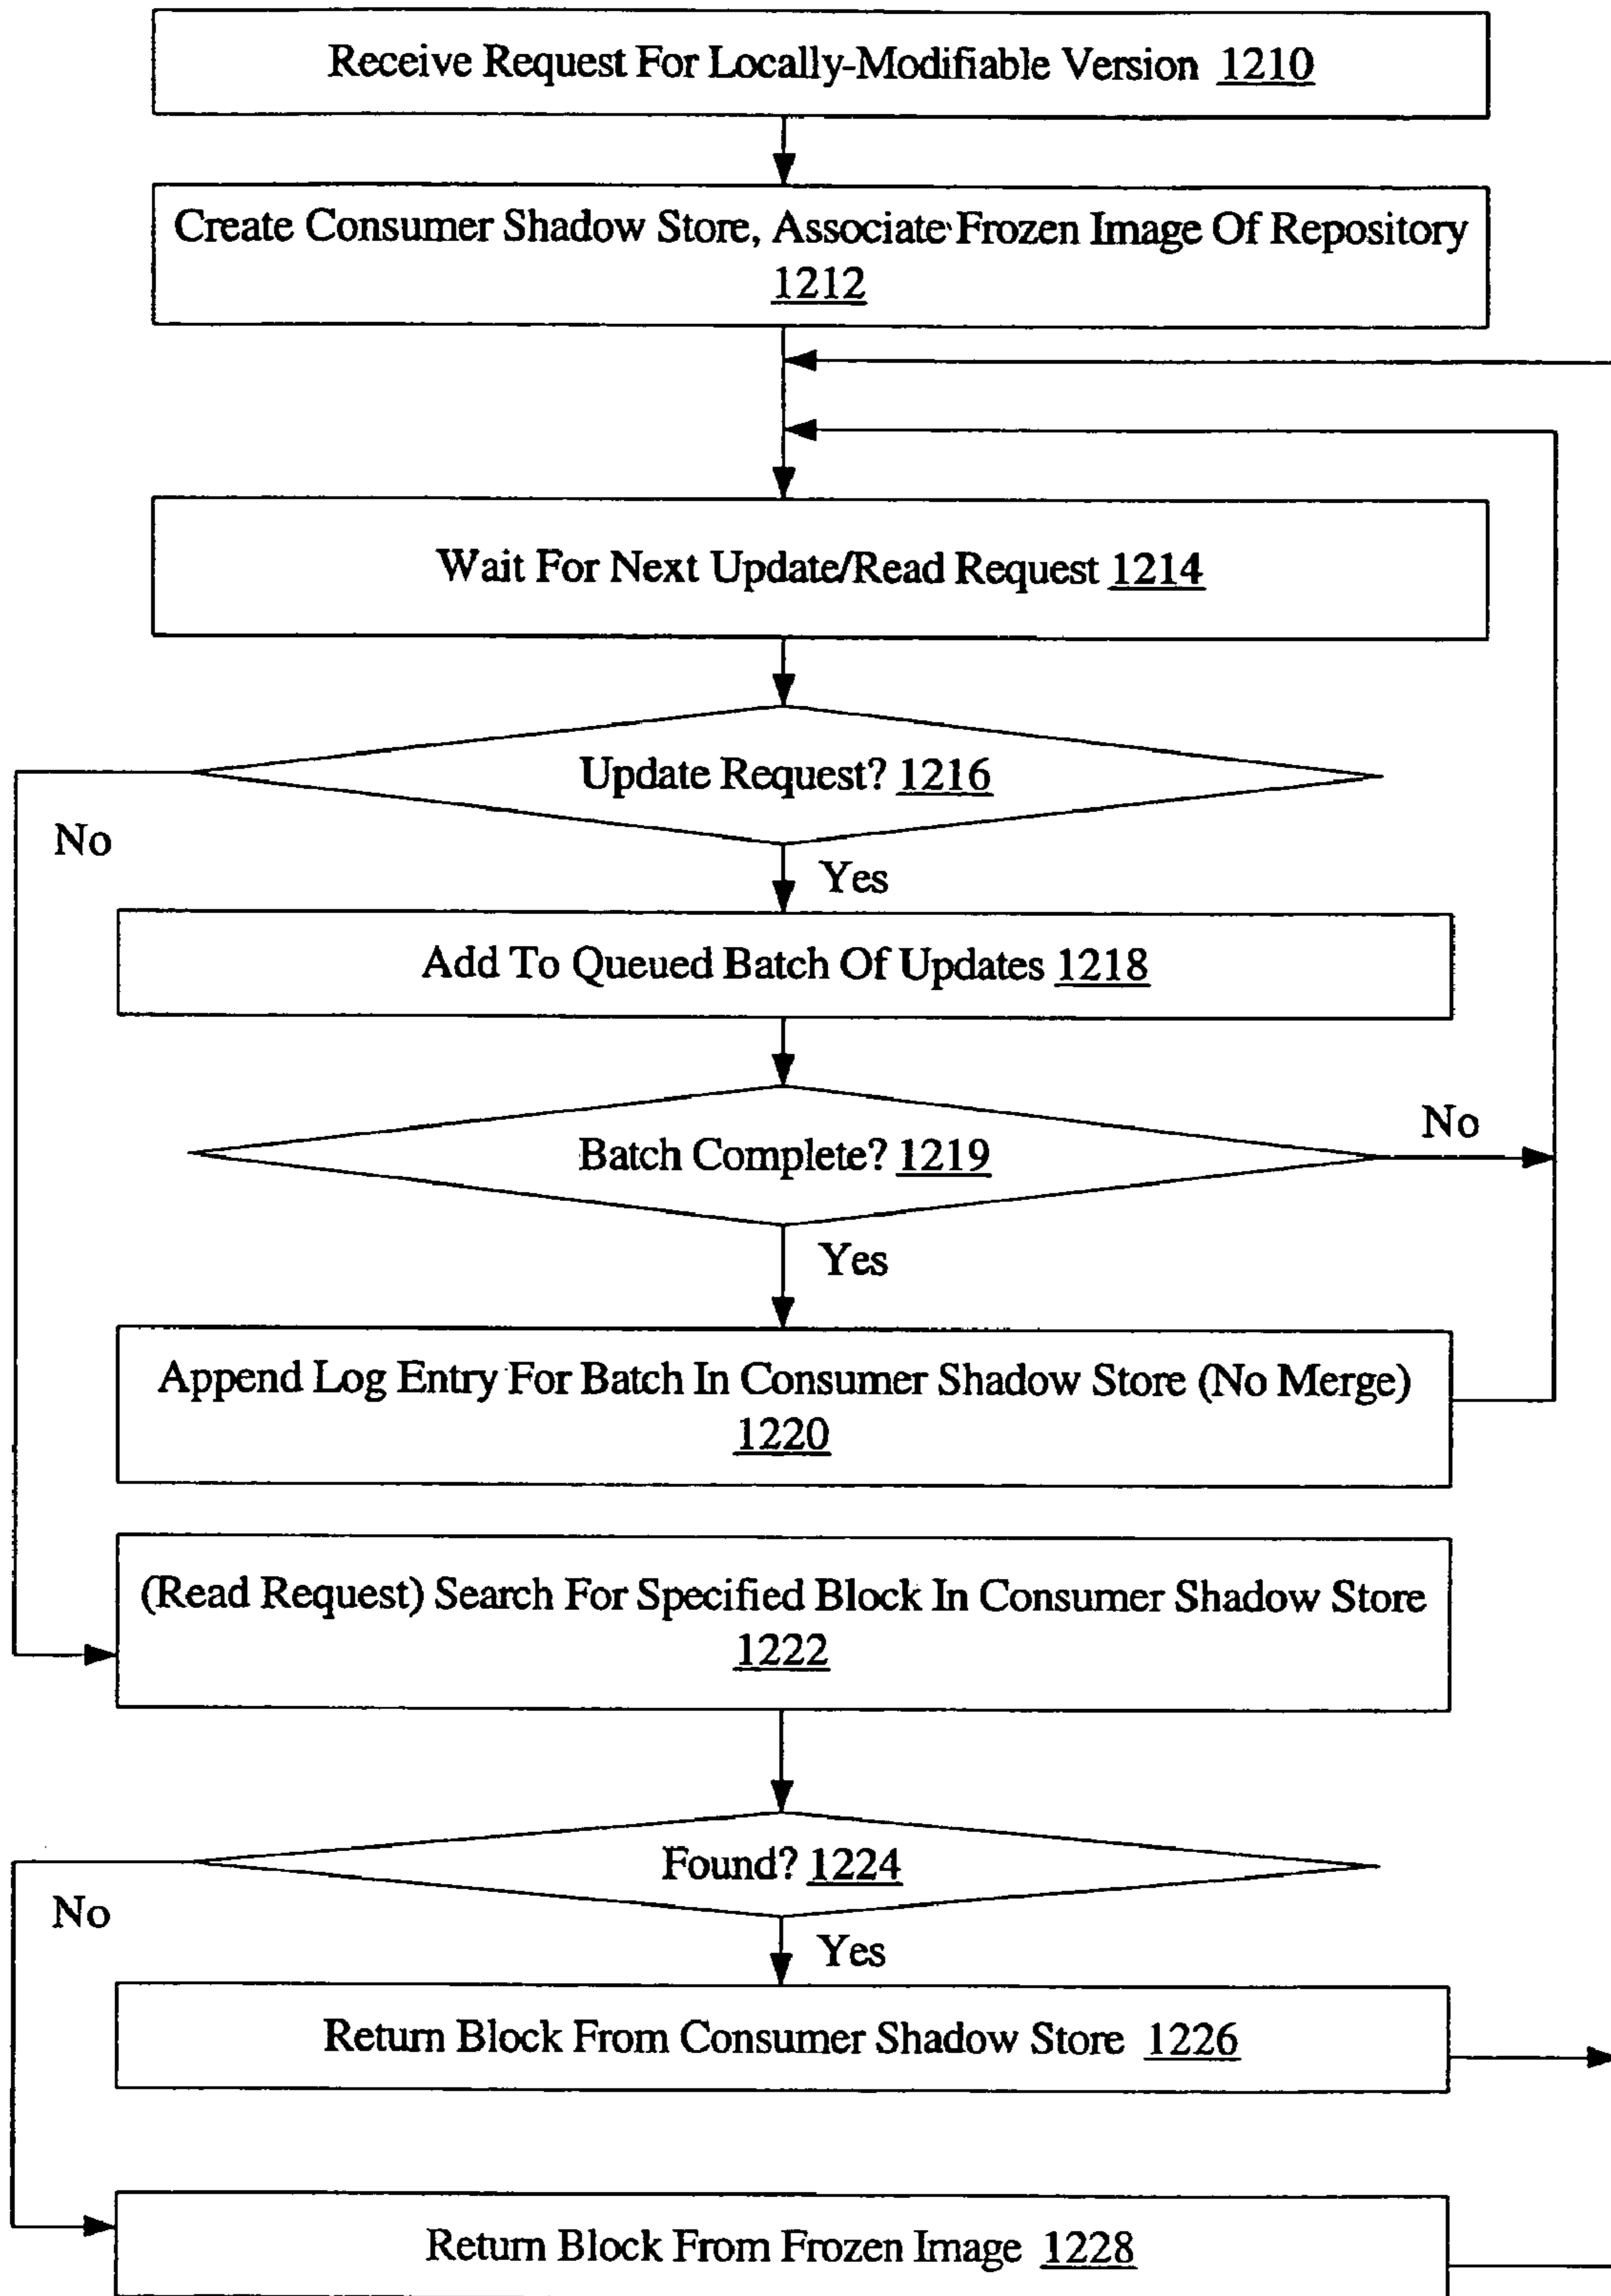 Receive Request For Locally-Modifiable Version 1210
Create Consumer Shadow Store, Associate Frozen Image Of Repository
1212
Wait For Next Update/Read Request 1214
Update Request? 1216
No
Yes
Add To Queued Batch Of Updates 1218
Batch Complete? 1219
No
Yes
Append Log Entry For Batch In Consumer Shadow Store (No Merge)
1220
(Read Request) Search For Specified Block In Consumer Shadow Store
1222
Found? 1224
No
Yes
Return Block From Consumer Shadow Store 1226
Return Block From Frozen Image 1228